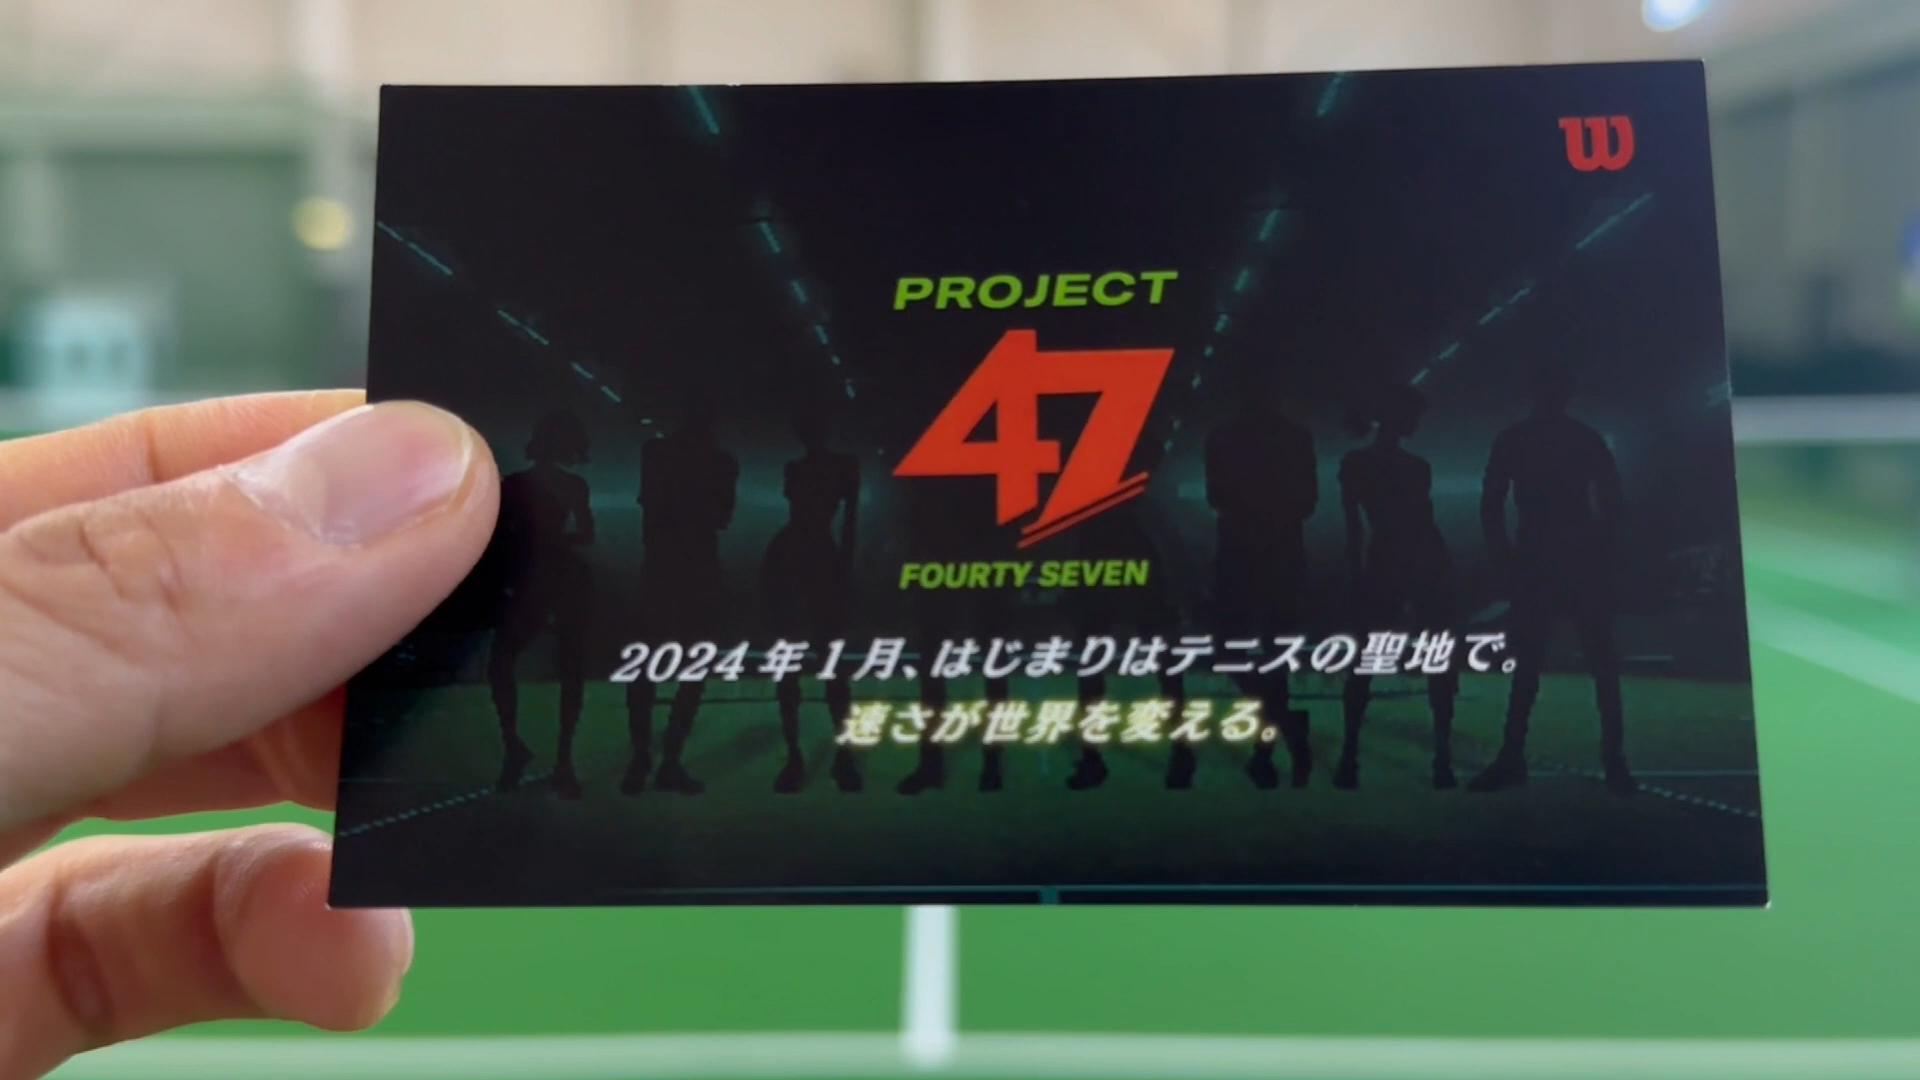 W
PROJECT
47
FOURTY SEVEN
2024年1月、はじまりはテニスの聖地で。
速さが世界を変える。